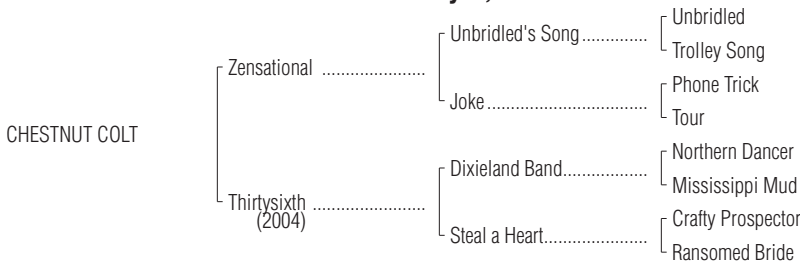 Unbridled
Unbridled's Song ..............
Trolley Song
Zensational ......................
Phone Trick
Joke ..................................
Tour
CHESTNUT COLT
Northern Dancer
Dixieland Band ..................
Mississippi Mud
Thirtysixth ........................
(2004)
Crafty Prospector
Steal a Heart ......................
Ransomed Bride